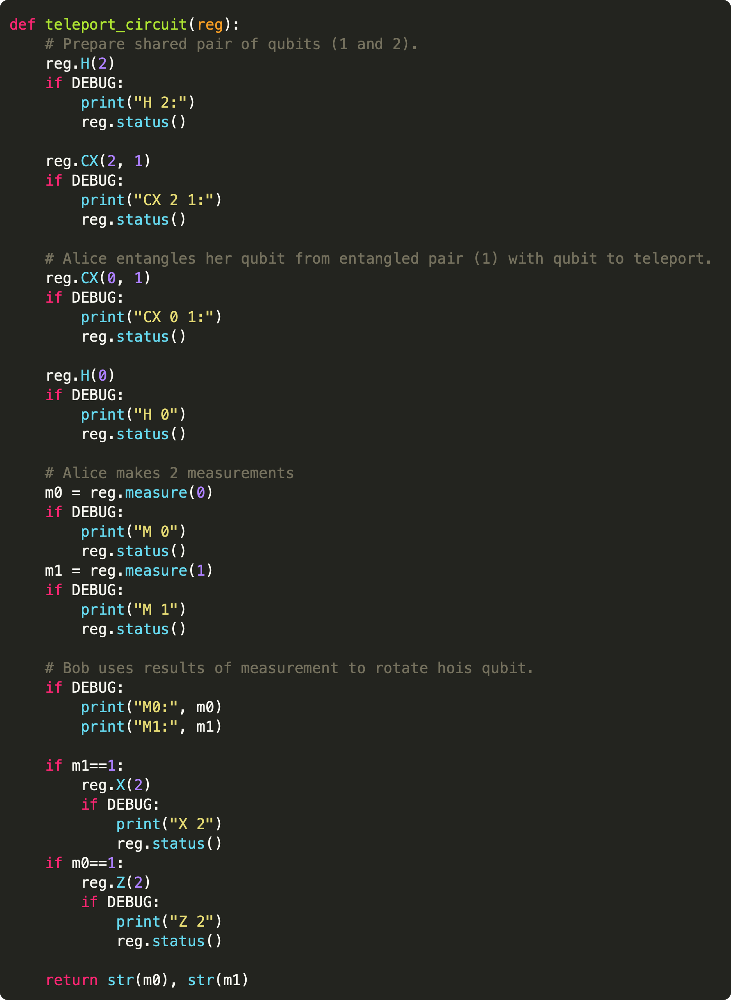 def teleport_circuit(reg):
    # Prepare shared pair of qubits (1 and 2).
    reg.H(2)
    if DEBUG:
        print("H 2:")
        reg.status()

    reg.CX(2, 1)
    if DEBUG:
        print("CX 2 1:")
        reg.status()

    # Alice entangles her qubit from entangled pair (1) with qubit to teleport.
    reg.CX(0, 1)
    if DEBUG:
        print("CX 0 1:")
        reg.status()

    reg.H(0)
    if DEBUG:
        print("H 0")
        reg.status()

    # Alice makes 2 measurements
    m0 = reg.measure(0)
    if DEBUG:
        print("M 0")
        reg.status()
    m1 = reg.measure(1)
    if DEBUG:
        print("M 1")
        reg.status()

    # Bob uses results of measurement to rotate hois qubit.
    if DEBUG:
        print("M0:", m0)
        print("M1:", m1)

    if m1==1:
        reg.X(2)
        if DEBUG:
            print("X 2")
            reg.status()
    if m0==1:
        reg.Z(2)
        if DEBUG:
            print("Z 2")
            reg.status()

    return str(m0), str(m1)